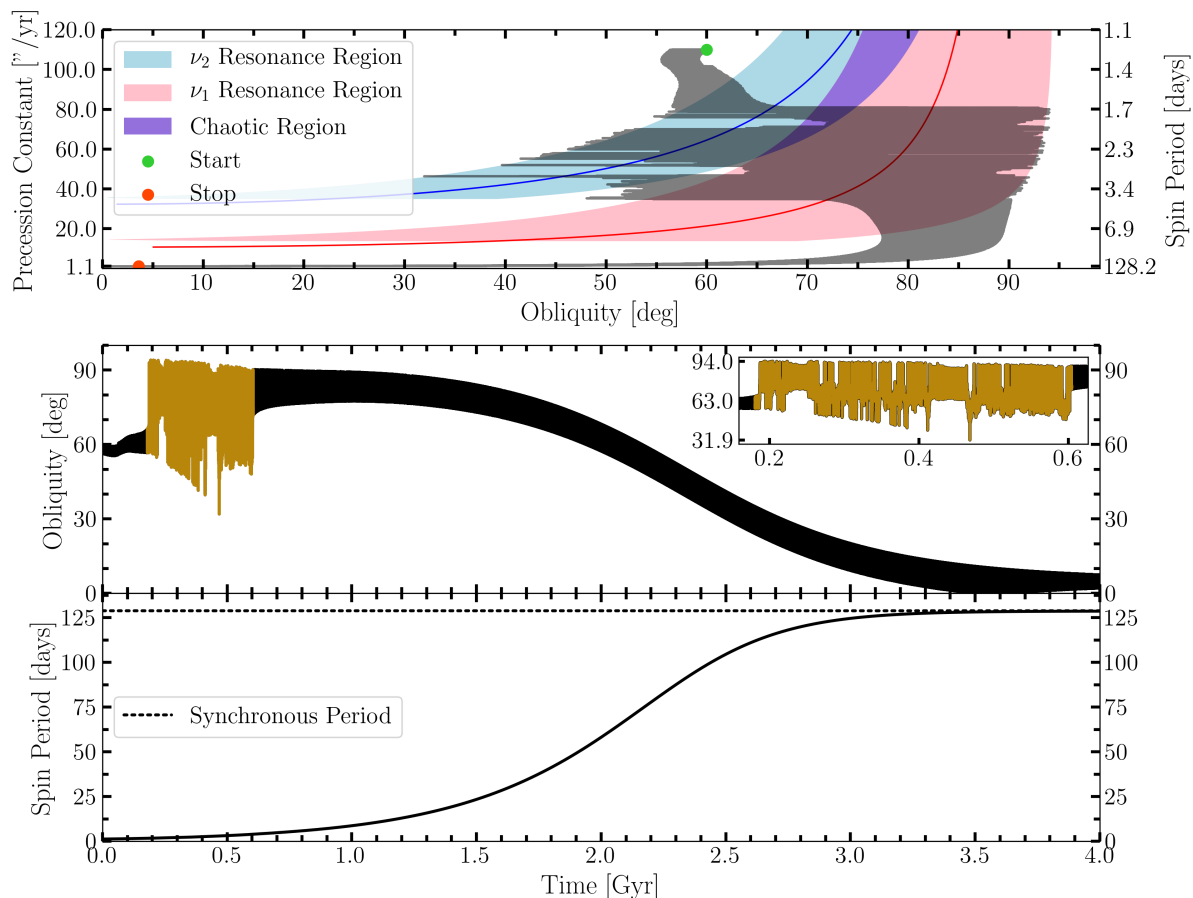 Precession Constant ["/yr]
120.0
100.0
80.0
60.0
40.0
20.0
1.1
ν₂ Resonance Region
ν₁ Resonance Region
Chaotic Region
Start
Stop
1.1
1.4
1.7
2.3
3.4
6.9
128.2
Spin Period [days]
0 10 20 30 40 50 60 70 80 90
Obliquity [deg]
Obliquity [deg]
90
60
30
0
94.0
63.0
31.9
0.2 0.4 0.6
90
60
30
0
Spin Period [days]
125
100
75
50
25
0
Synchronous Period
125
100
75
50
25
0
0.0 0.5 1.0 1.5 2.0 2.5 3.0 3.5 4.0
Time [Gyr]